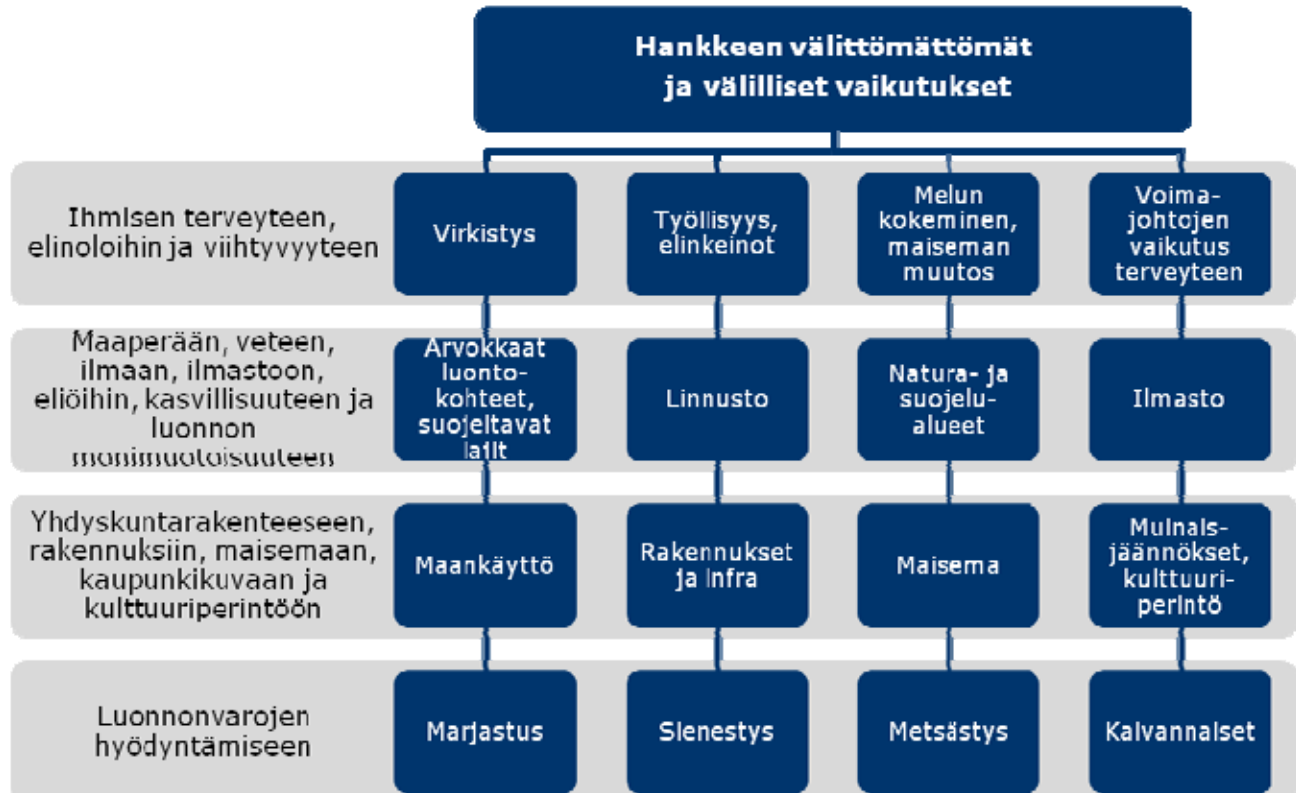 Hankkeen välittömättömät
ja välilliset vaikutukset
Ihmisen terveyteen,
elinoloihin ja viihtyvyyteen
Virkistys
Työllisyys,
elinkeinot
Melun
kokeminen,
maiseman
muutos
Voima-
johtojen
vaikutus
terveyteen
Maaperään, veteen,
ilmaan, ilmastoon,
eliöihin, kasvillisuuteen ja
luonnon
monimuotoisuuteen
Arvokkaat
luonto-
kohteet,
suojeltavat
lajit
Linnusto
Natura- ja
suojelu-
alueet
Ilmasto
Yhdyskuntarakenteeseen,
rakennuksiin, maisemaan,
kaupunkikuvaan ja
kulttuuriperintöön
Maankäyttö
Rakennukset
ja infra
Maisema
Muinais-
jäännökset,
kulttuuri-
perintö
Luonnonvarojen
hyödyntämiseen
Marjastus
Sienestys
Metsästys
Kaivannaiset